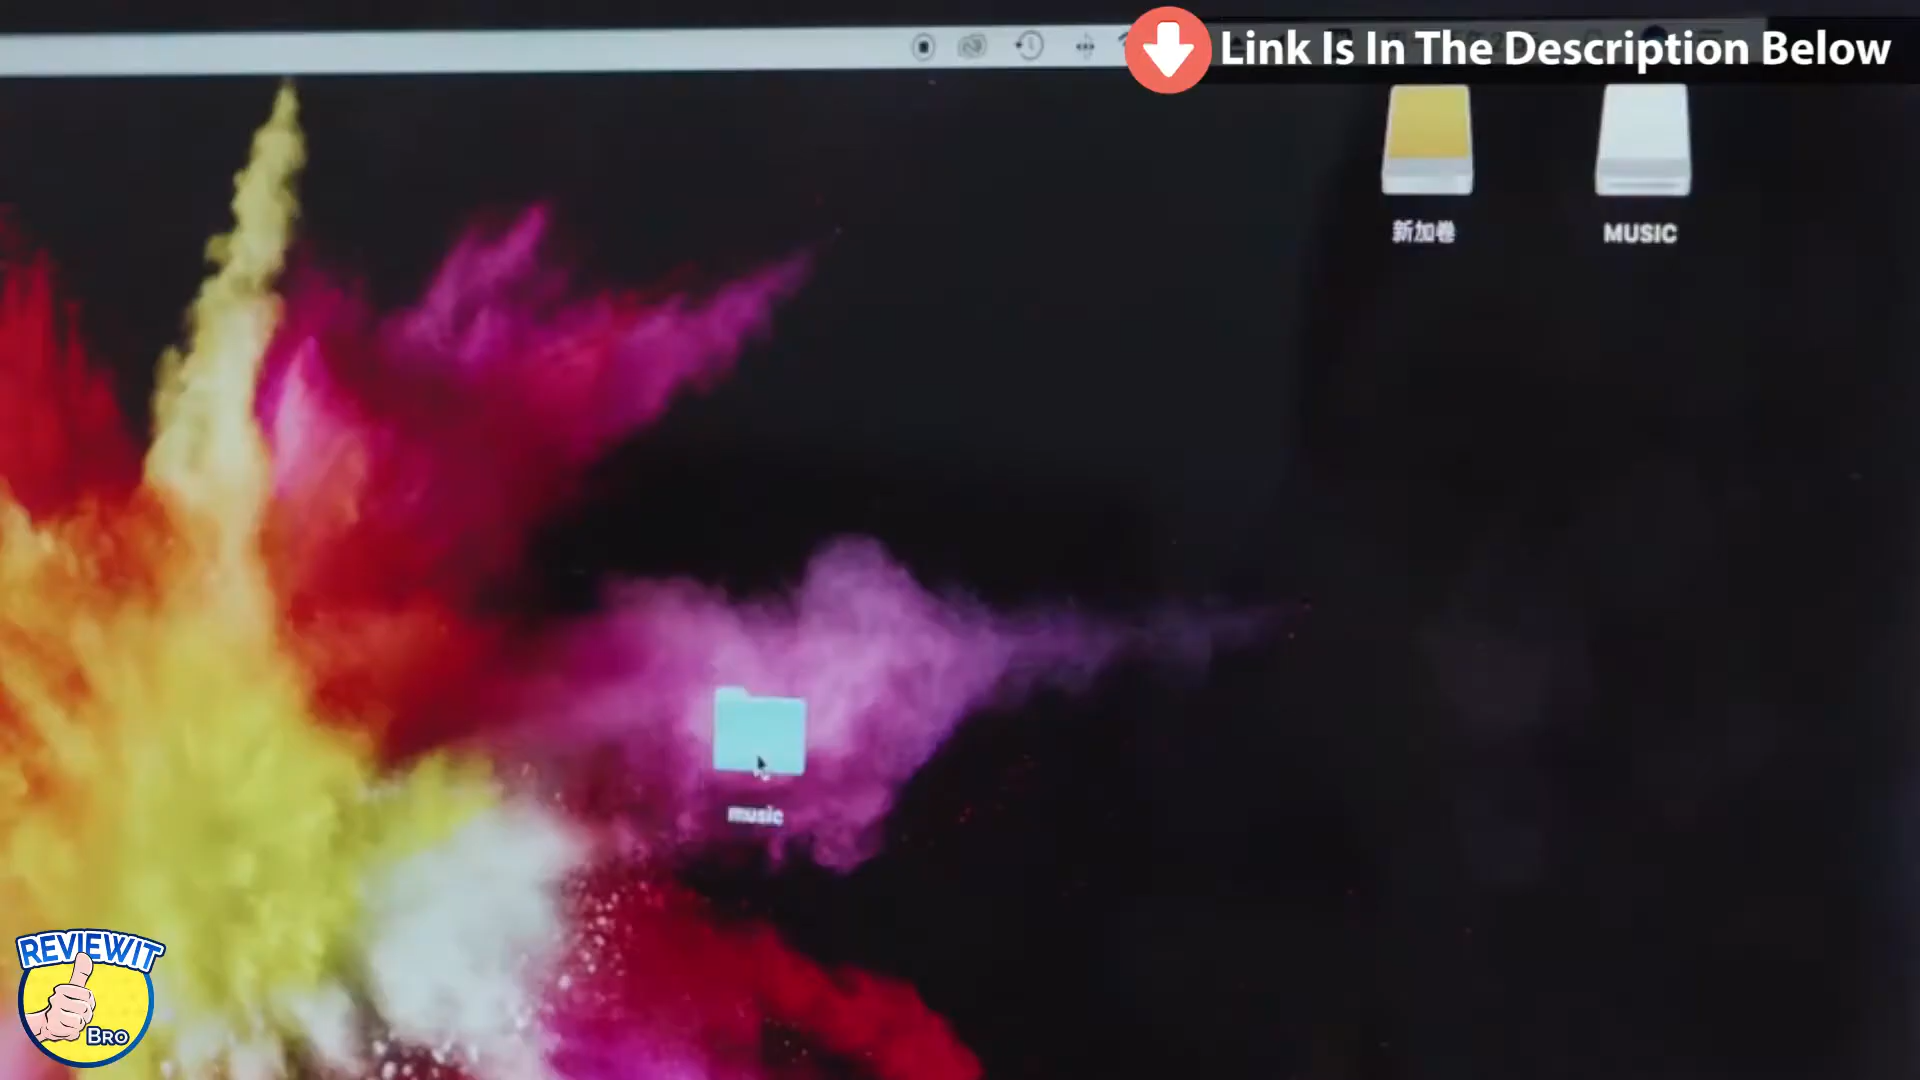 Link Is In The Description Below
新加卷
MUSIC
music
REVIEWIT
BRO